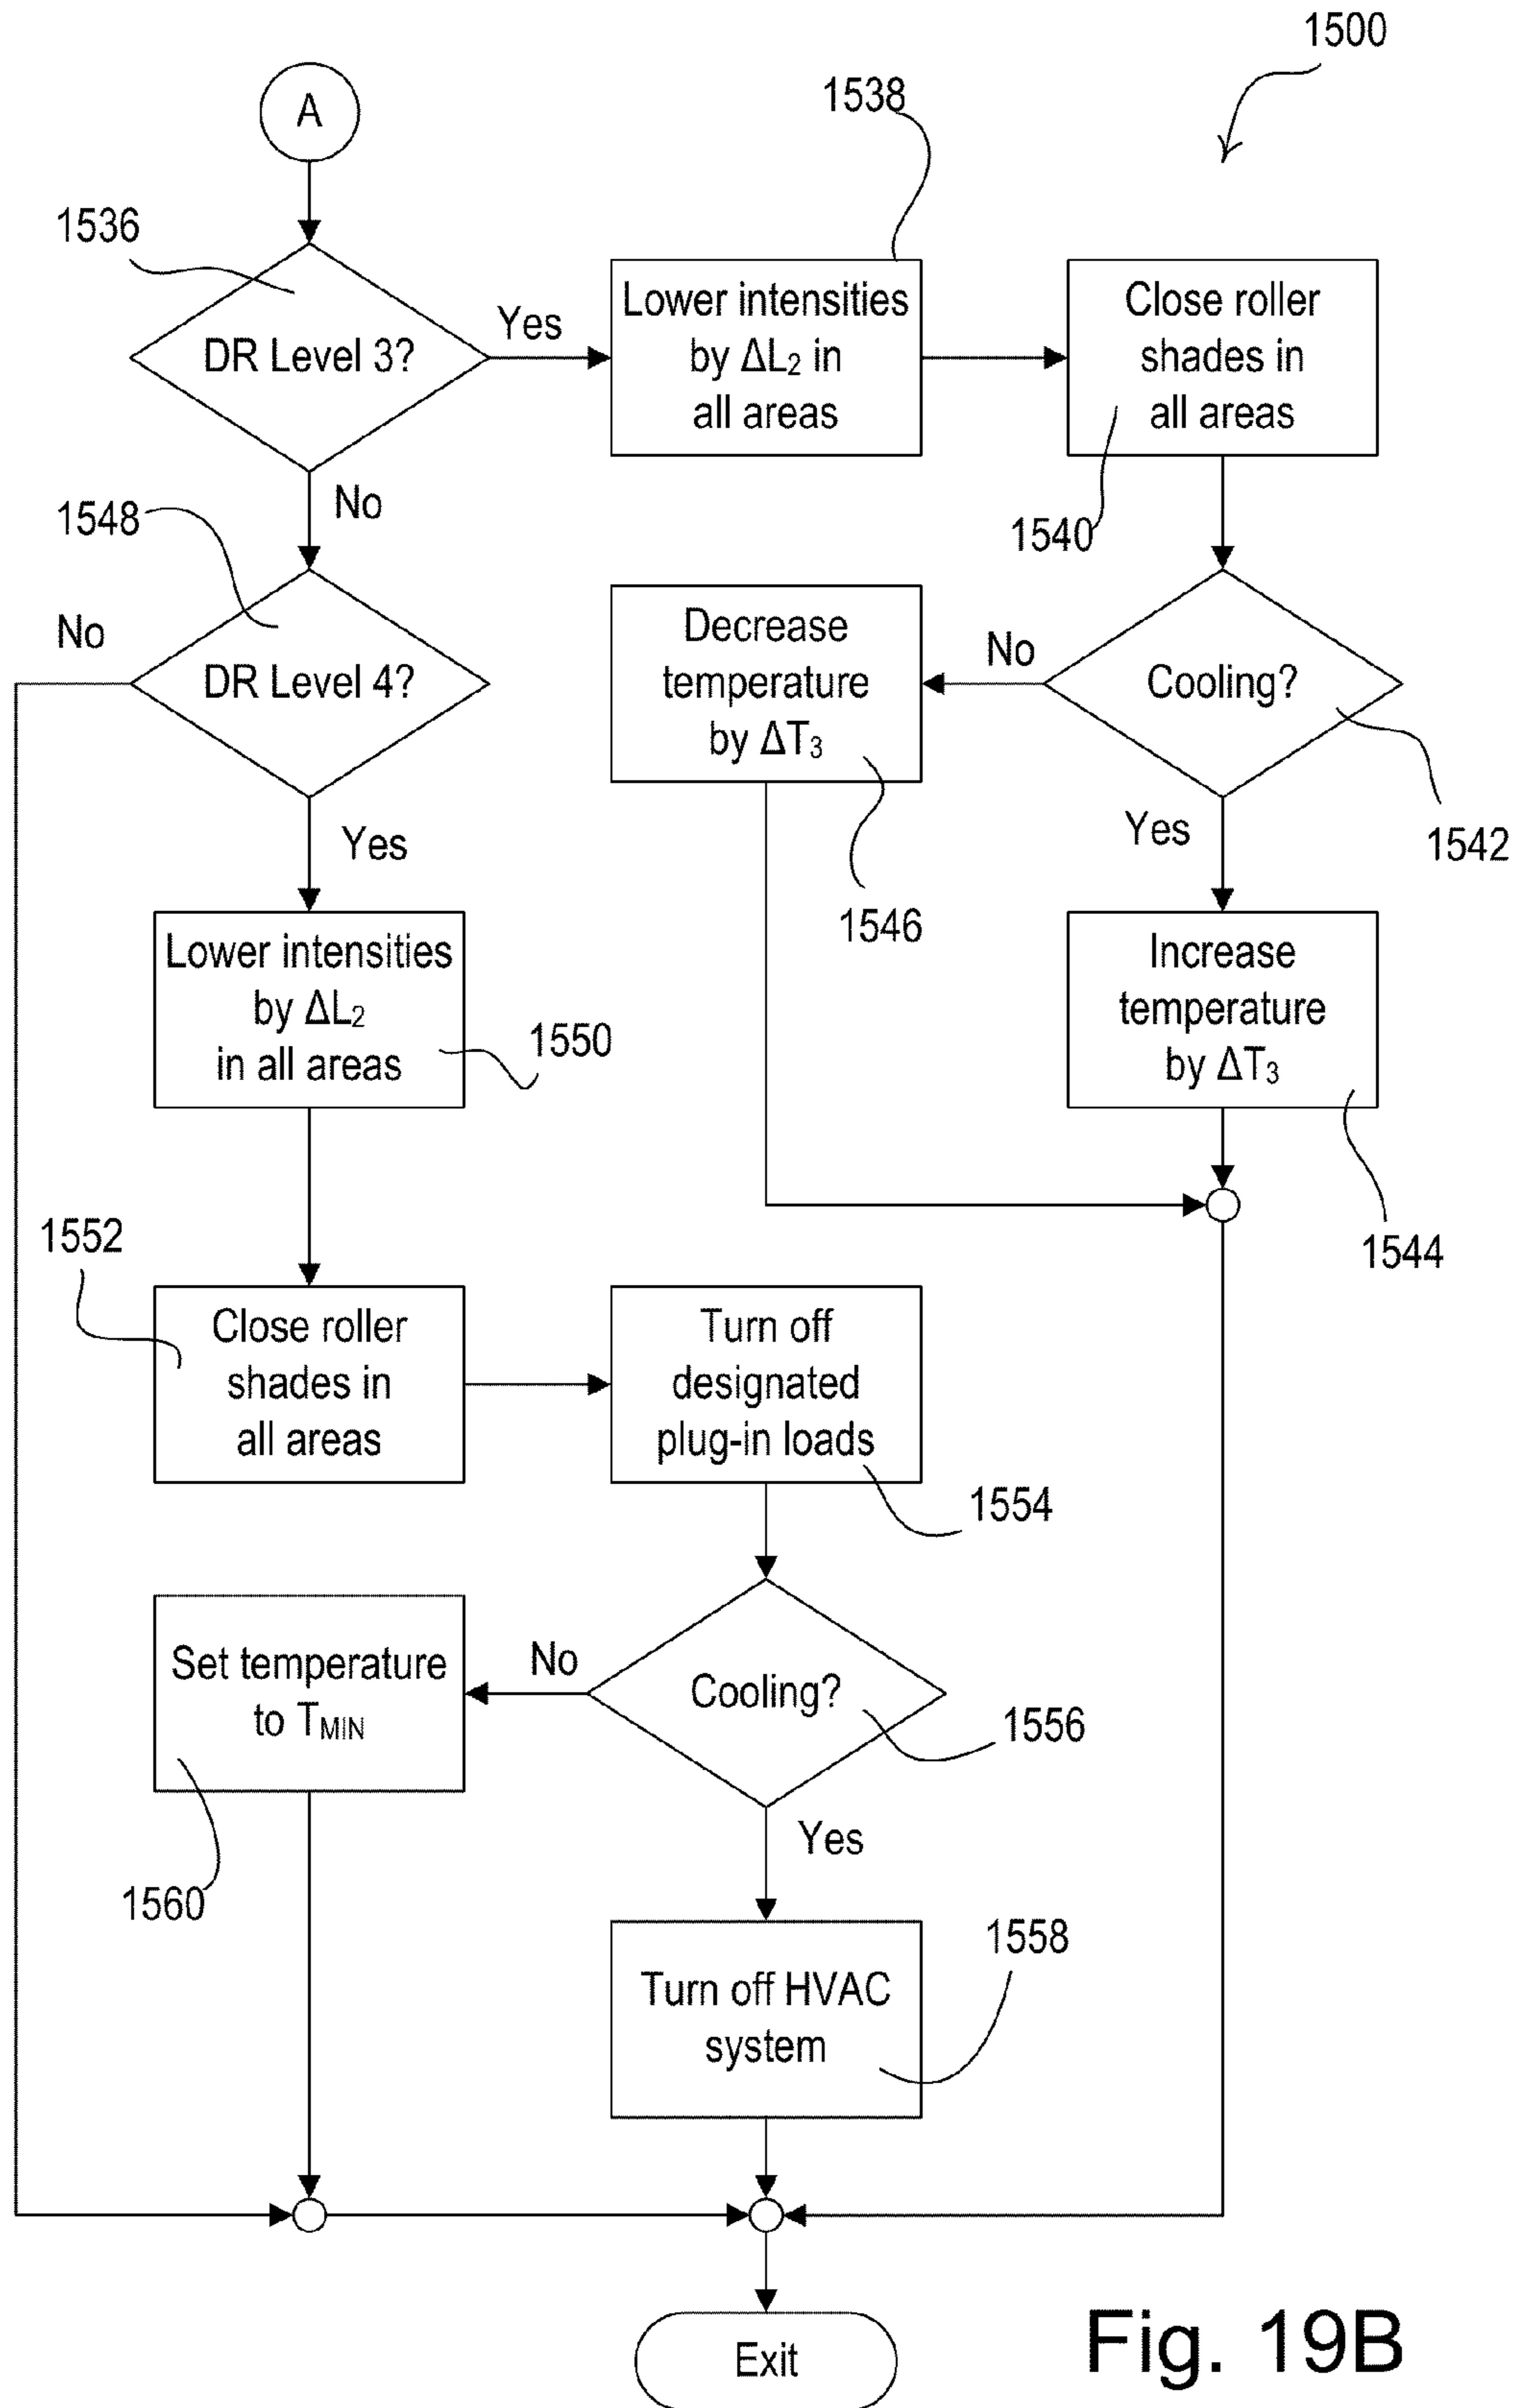 1500
A
1538
1536
DR Level 3?
Yes
Lower intensities
by ΔL₂ in
all areas
Close roller
shades in
all areas
1540
No
1548
DR Level 4?
No
Yes
Decrease
temperature
by ΔT₃
1546
No
Cooling?
1542
Yes
Increase
temperature
by ΔT₃
1544
Lower intensities
by ΔL₂
in all areas
1550
1552
Close roller
shades in
all areas
Turn off
designated
plug-in loads
1554
Set temperature
to TMIN
1560
No
Cooling?
1556
Yes
Turn off HVAC
system
1558
Exit
Fig. 19B